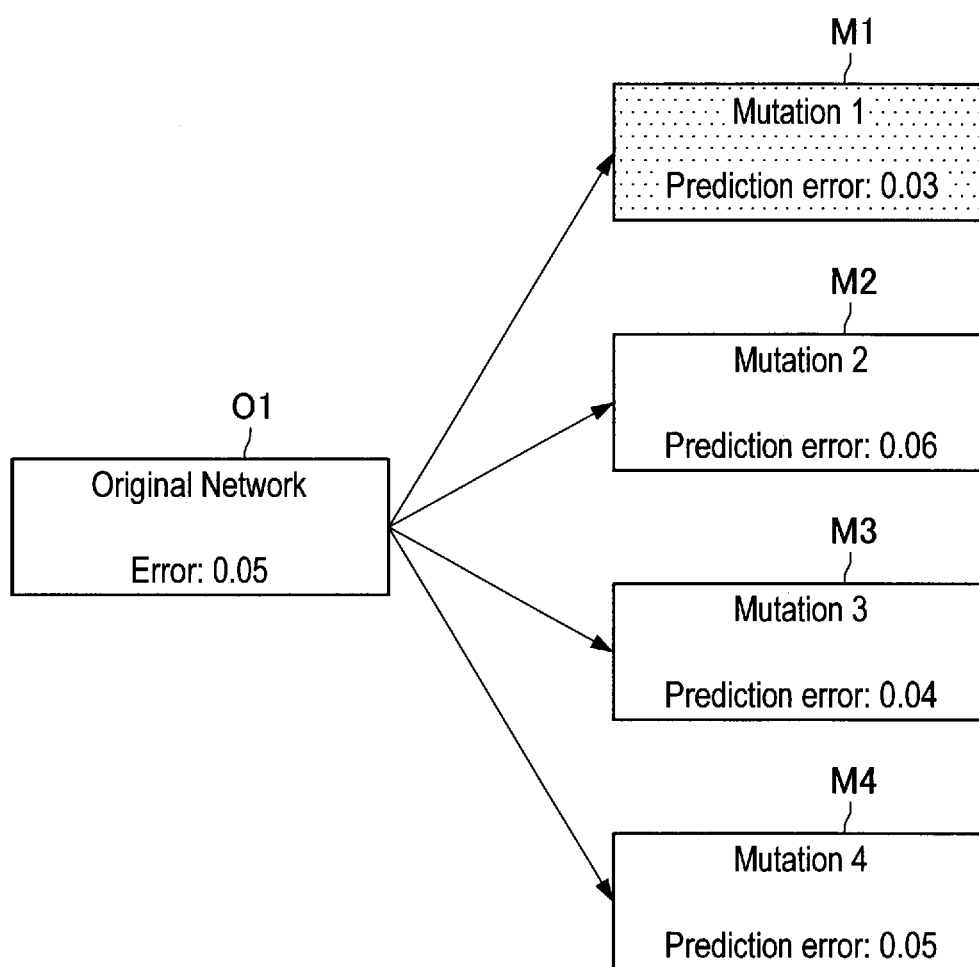 M1
Mutation 1
Prediction error: 0.03
M2
Mutation 2
Prediction error: 0.06
O1
Original Network
Error: 0.05
M3
Mutation 3
Prediction error: 0.04
M4
Mutation 4
Prediction error: 0.05